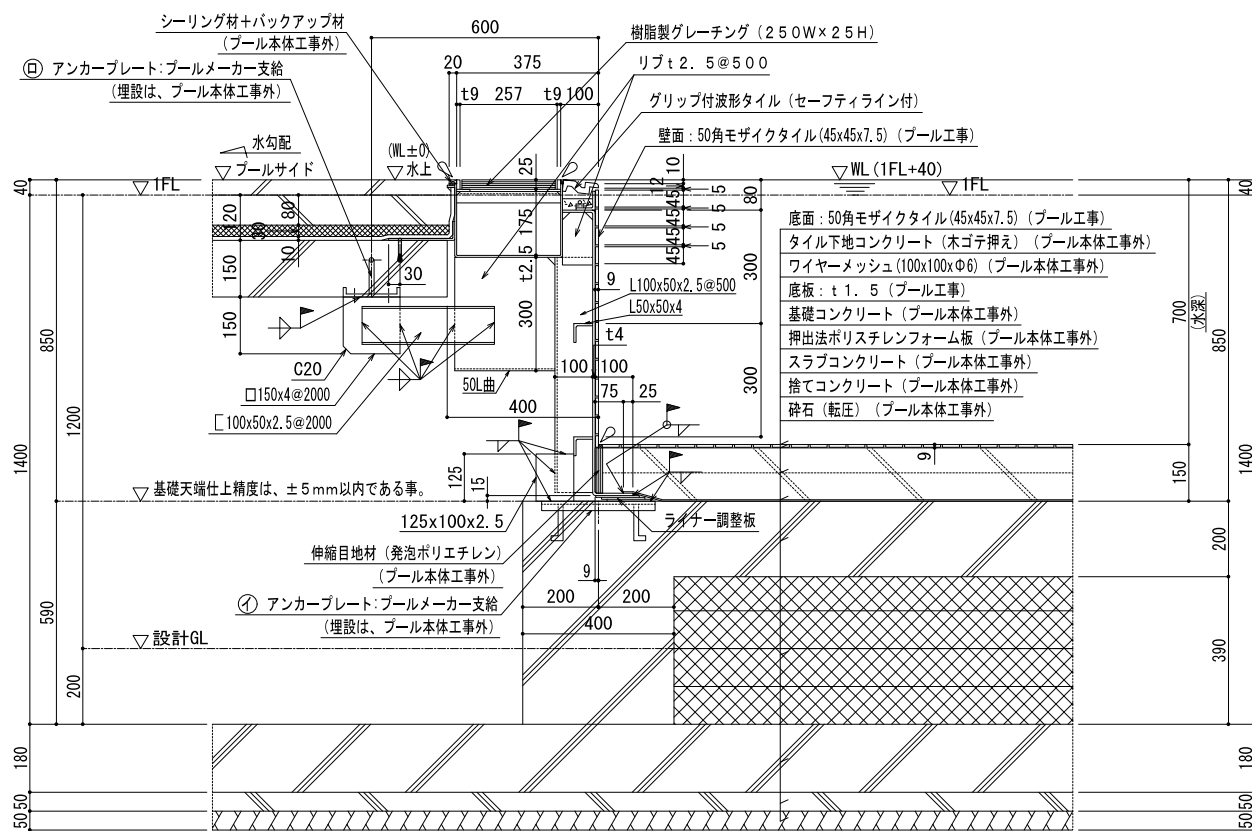 シーリング材＋バックアップ材
(プール本体工事外)
㋺ アンカープレート:プールメーカー支給
(埋設は、プール本体工事外)
600
20
375
t9
257
t9
100
樹脂製グレーチング (２５０Ｗ×２５Ｈ)
リブｔ２．５＠５００
グリップ付波形タイル (セーフティライン付)
壁面：50角モザイクタイル(45x45x7.5) (プール工事)
水勾配
プールサイド
(WL±0)
水上
WL (1FL+40)
1FL
1FL
40
40
25
10
12
80
5
5
5
5
45
45
45
45
120
80
30
10
175
t2.5
300
150
30
150
9
300
L100x50x2.5@500
L50x50x4
t4
300
700
(水深)
850
850
底面：50角モザイクタイル(45x45x7.5) (プール工事)
タイル下地コンクリート (木ゴテ押え) (プール本体工事外)
ワイヤーメッシュ(100x100xΦ6) (プール本体工事外)
底板：ｔ１．５ (プール工事)
基礎コンクリート (プール本体工事外)
押出法ポリスチレンフォーム板 (プール本体工事外)
スラブコンクリート (プール本体工事外)
捨てコンクリート (プール本体工事外)
砕石 (転圧) (プール本体工事外)
C20
□150x4@2000
[100x50x2.5@2000
50L曲
100
100
75
25
400
1200
1400
1400
125
15
9
150
基礎天端仕上精度は、±５ｍｍ以内である事。
125x100x2.5
ライナー調整板
伸縮目地材 (発泡ポリエチレン)
(プール本体工事外)
9
200
㋑ アンカープレート:プールメーカー支給
(埋設は、プール本体工事外)
200
200
400
590
設計GL
390
200
180
180
50
50
50
50